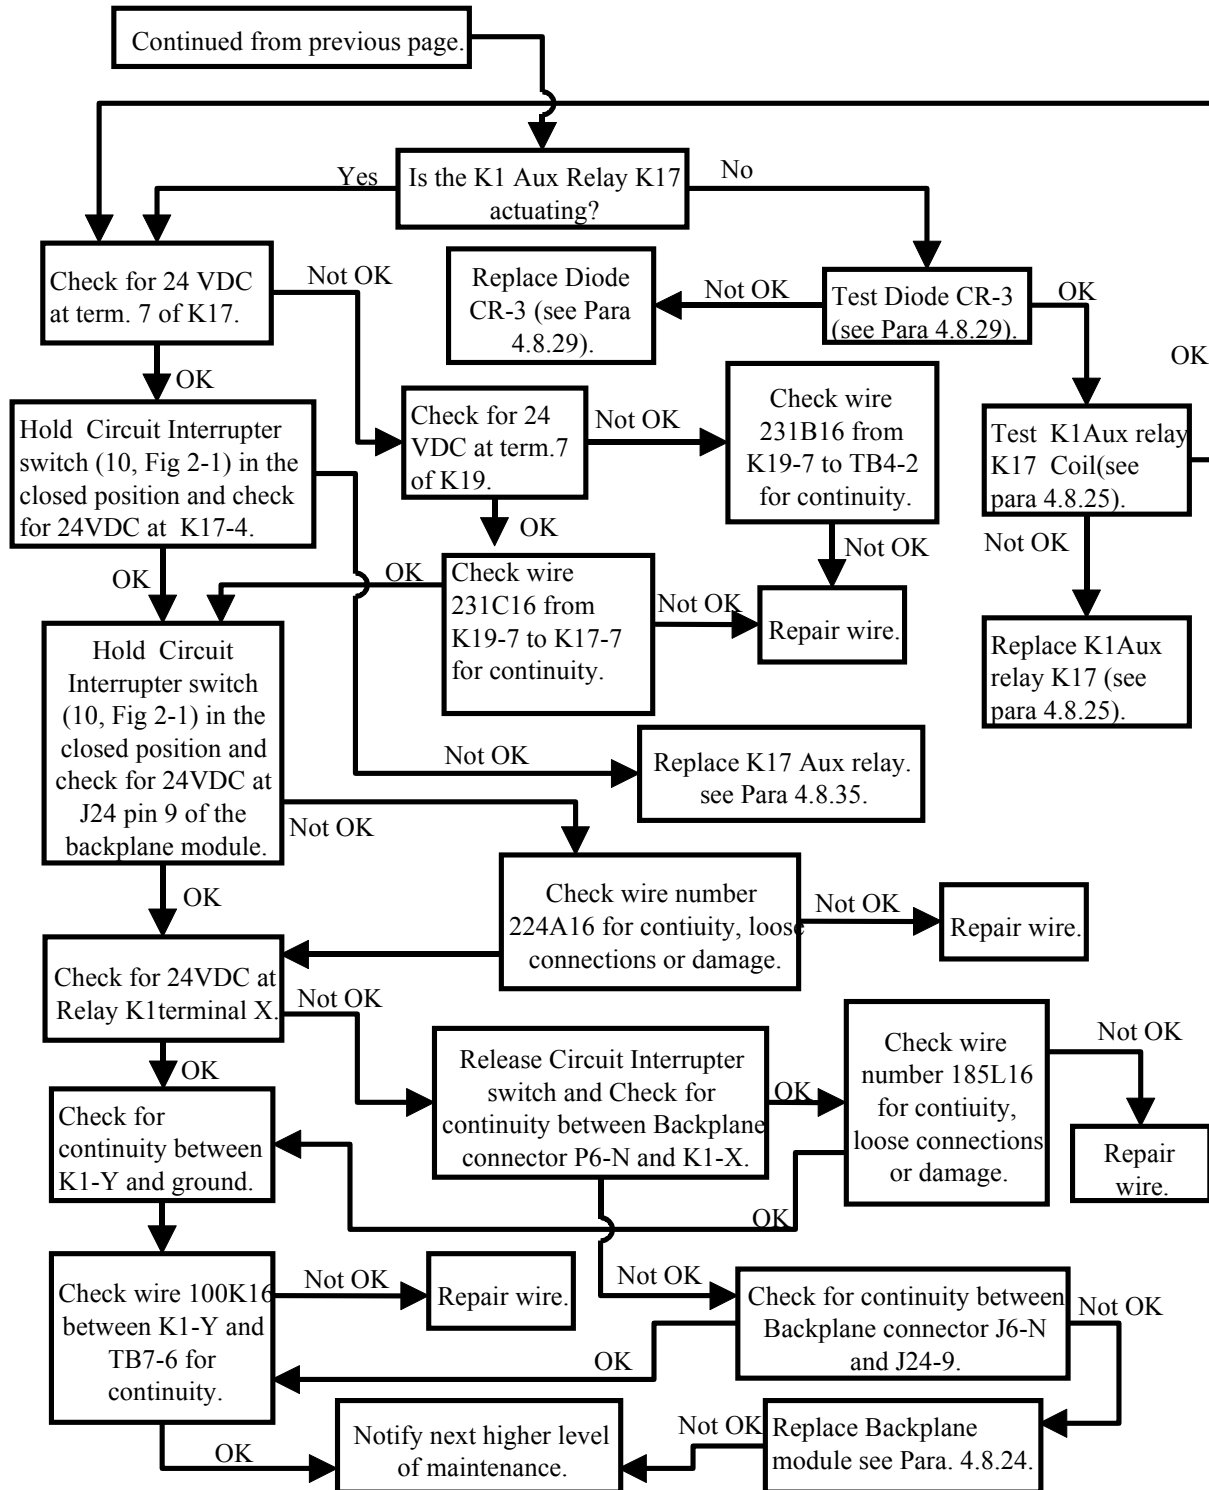 Continued from previous page.
Is the K1 Aux Relay K17
actuating?
Yes
No
Check for 24 VDC
at term. 7 of K17.
Not OK
OK
Replace Diode
CR-3 (see Para
4.8.29).
Not OK
Test Diode CR-3
(see Para 4.8.29).
OK
OK
Hold Circuit Interrupter
switch (10, Fig 2-1) in the
closed position and check
for 24VDC at K17-4.
OK
Check for 24
VDC at term.7
of K19.
Not OK
OK
Check wire
231B16 from
K19-7 to TB4-2
for continuity.
Not OK
Test K1Aux relay
K17 Coil(see
para 4.8.25).
Not OK
Check wire
231C16 from
K19-7 to K17-7
for continuity.
OK
Not OK
Repair wire.
Replace K1Aux
relay K17 (see
para 4.8.25).
Hold Circuit
Interrupter switch
(10, Fig 2-1) in the
closed position and
check for 24VDC at
J24 pin 9 of the
backplane module.
Not OK
OK
Not OK
Replace K17 Aux relay.
see Para 4.8.35.
Check wire number
224A16 for contiuity, loose
connections or damage.
Not OK
Repair wire.
Check for 24VDC at
Relay K1terminal X.
Not OK
OK
Release Circuit Interrupter
switch and Check for
continuity between Backplane
connector P6-N and K1-X.
OK
Check wire
number 185L16
for contiuity,
loose connections
or damage.
Not OK
Repair
wire.
OK
Check for
continuity between
K1-Y and ground.
Check wire 100K16
between K1-Y and
TB7-6 for
continuity.
Not OK
Repair wire.
Not OK
Check for continuity between
Backplane connector J6-N
and J24-9.
Not OK
OK
OK
Notify next higher level
of maintenance.
Not OK
Replace Backplane
module see Para. 4.8.24.